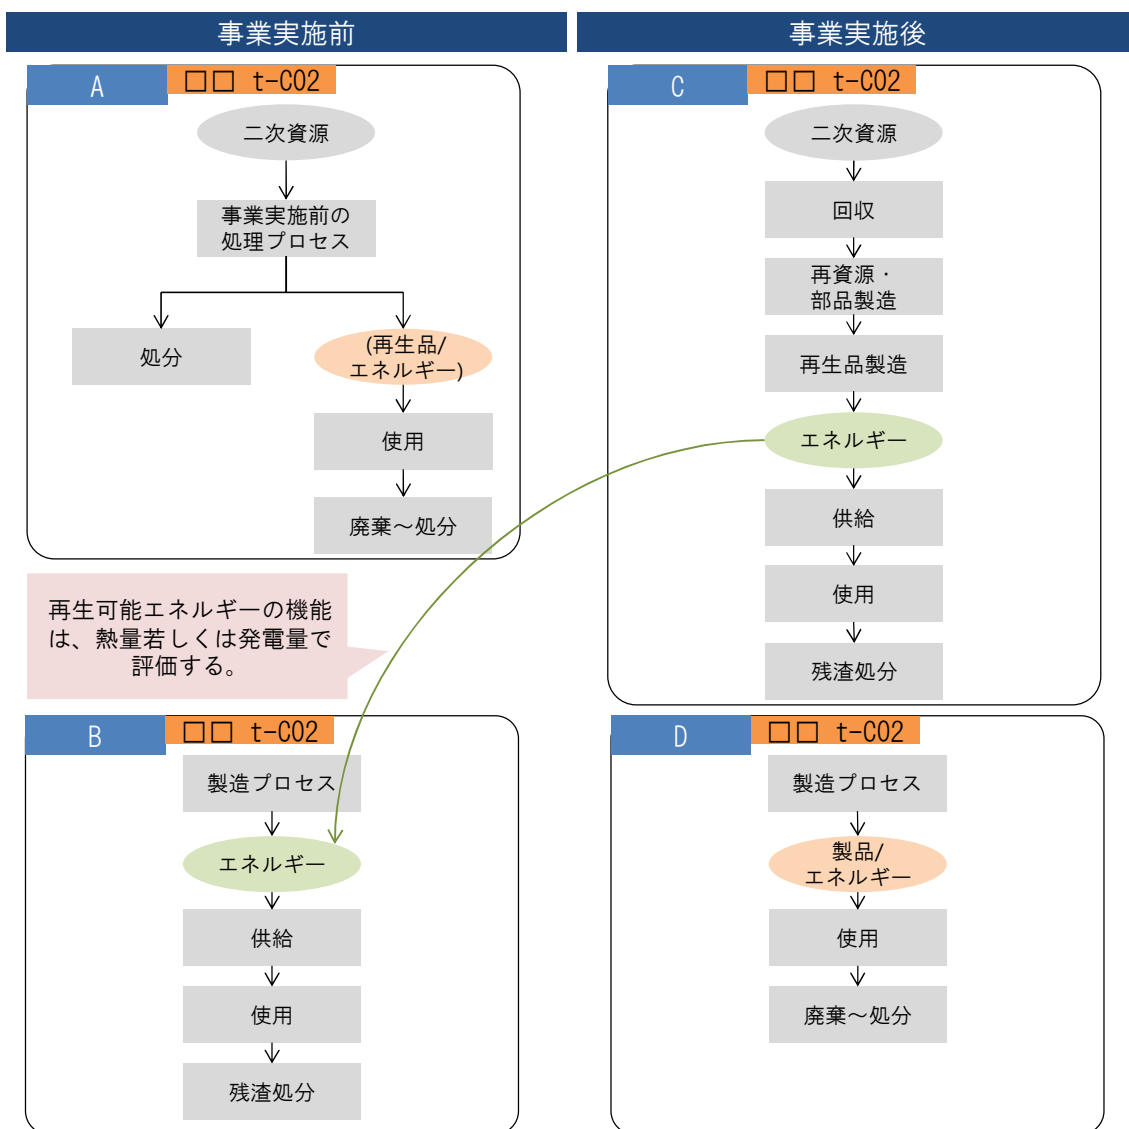 事業実施前
事業実施後
A
□□ t-CO2
二次資源
事業実施前の
処理プロセス
処分
(再生品/
エネルギー)
使用
廃棄～処分
C
□□ t-CO2
二次資源
回収
再資源・
部品製造
再生品製造
エネルギー
供給
使用
残渣処分
再生可能エネルギーの機能
は、熱量若しくは発電量で
評価する。
B
□□ t-CO2
製造プロセス
エネルギー
供給
使用
残渣処分
D
□□ t-CO2
製造プロセス
製品/
エネルギー
使用
廃棄～処分